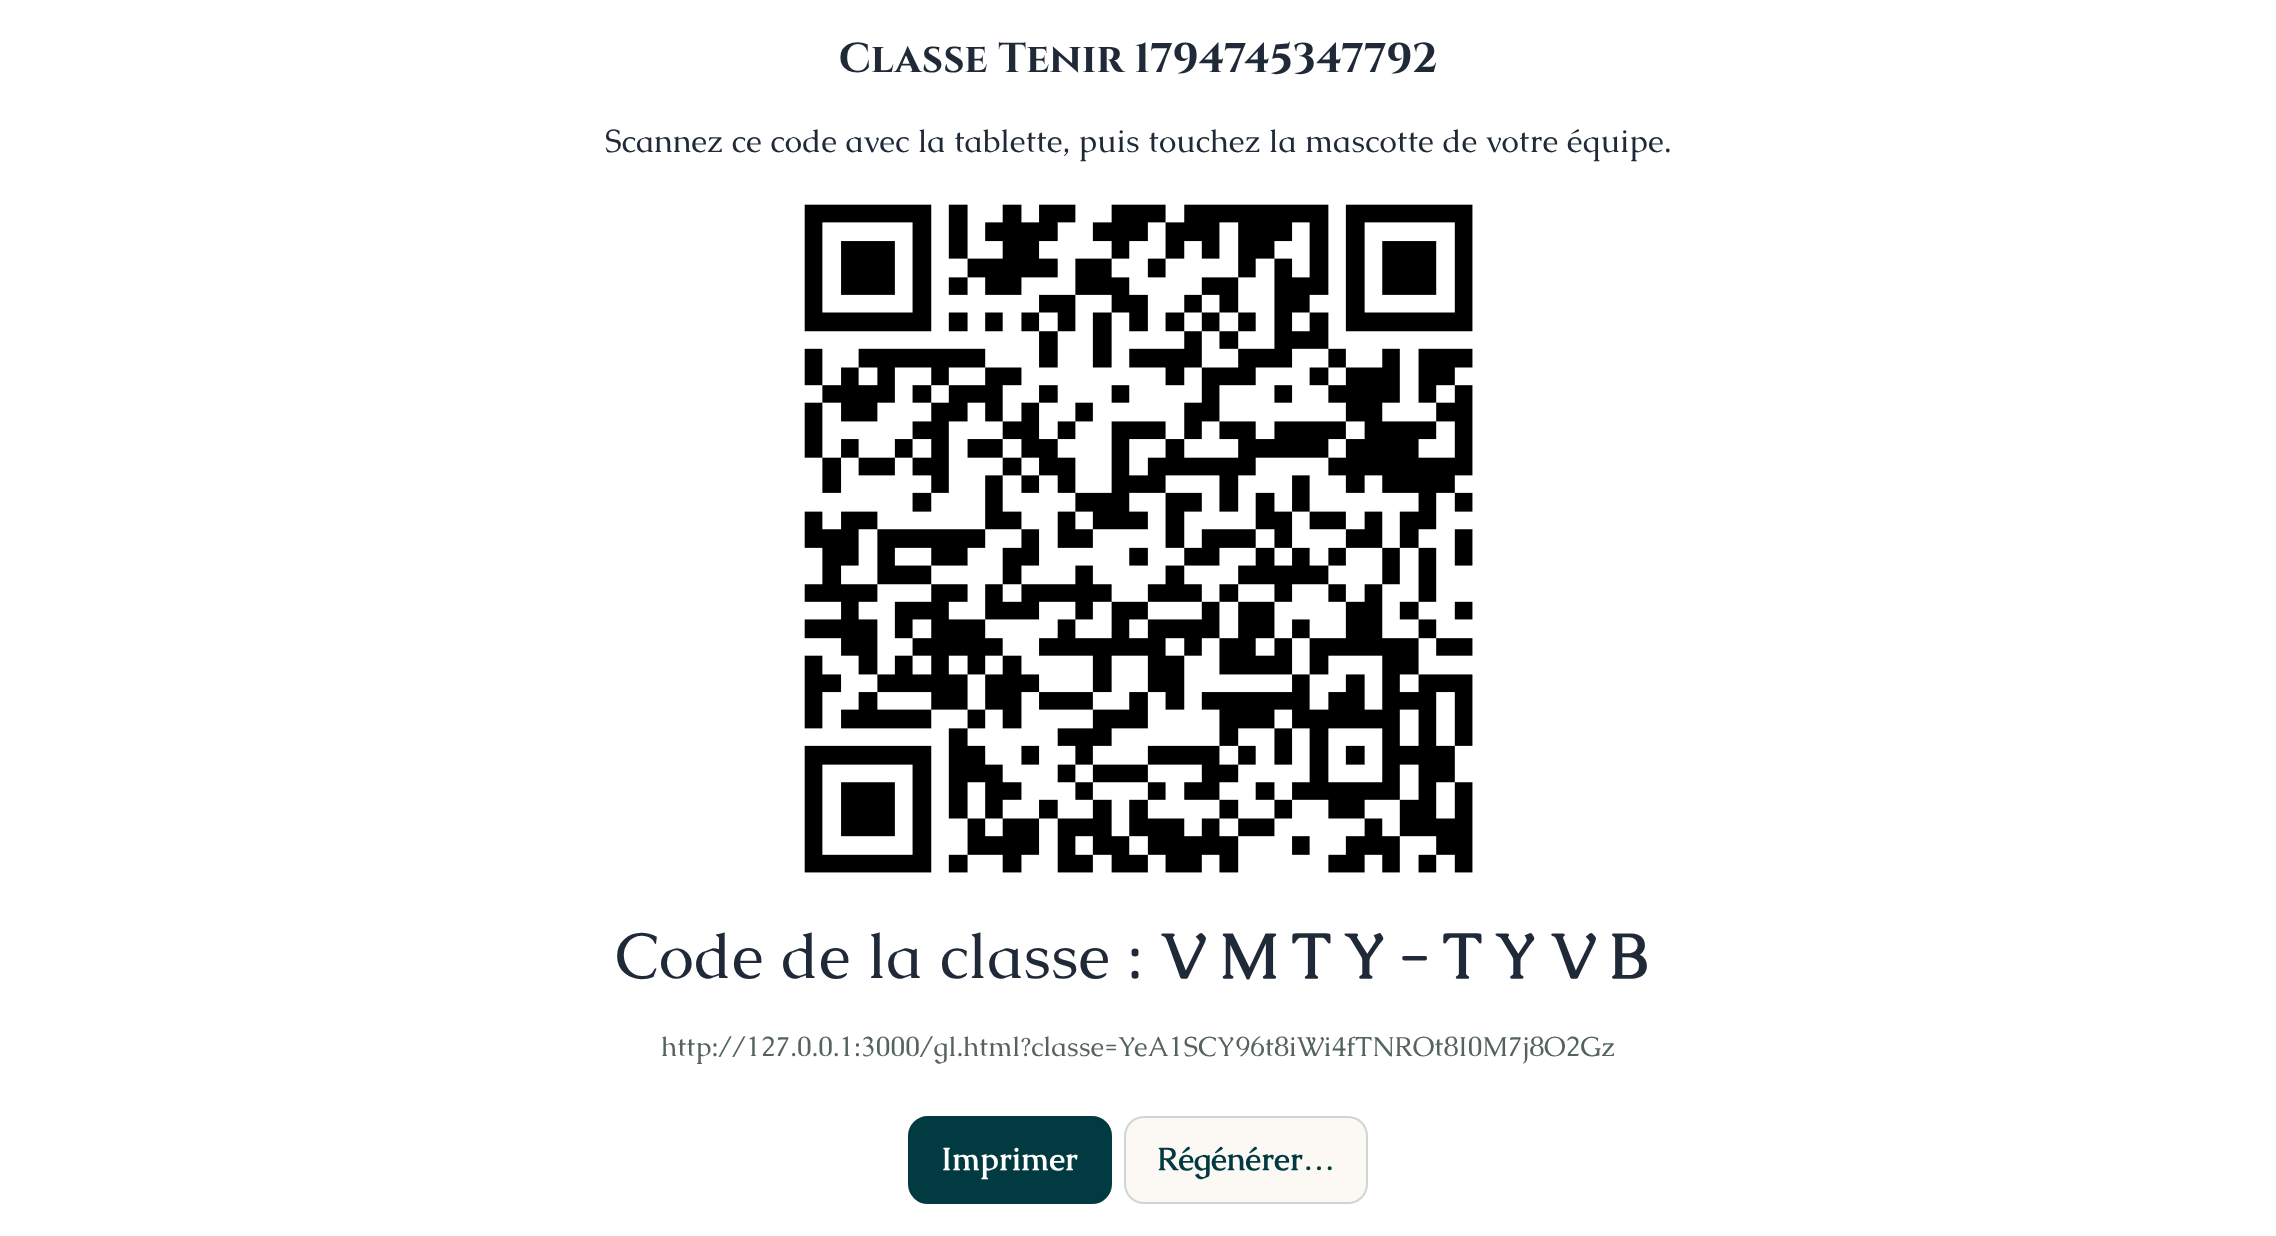 Classe Tenir 1794745347792
Scannez ce code avec la tablette, puis touchez la mascotte de votre équipe.
Code de la classe : VMTY-TYVB
http://127.0.0.1:3000/gl.html?classe=YeA1SCY96t8iWi4fTNROt8I0M7j8O2Gz
Imprimer
Régénérer…